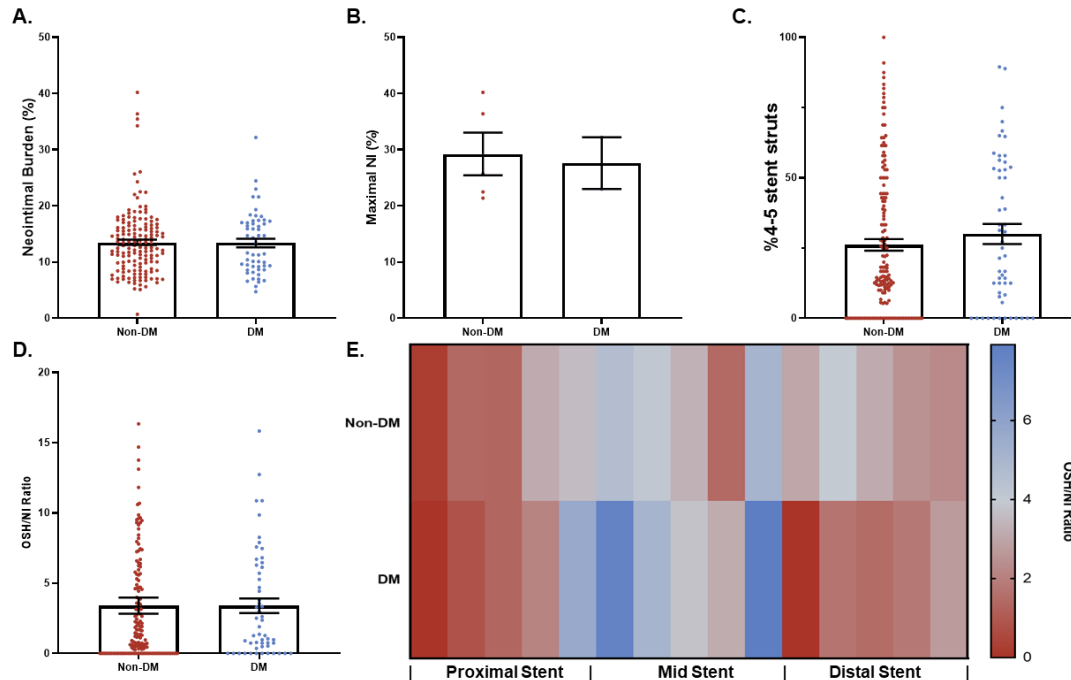 A.
50
40
30
20
10
0
Neointimal Burden (%)
Non-DM
DM
B.
50
40
30
20
10
0
Maximal NI (%)
Non-DM
DM
C.
100
50
0
%4-5 stent struts
Non-DM
DM
D.
20
15
10
5
0
OSH/NI Ratio
Non-DM
DM
E.
Non-DM
DM
| Proximal Stent | Mid Stent | Distal Stent |
6
4
2
0
OSH/NI Ratio